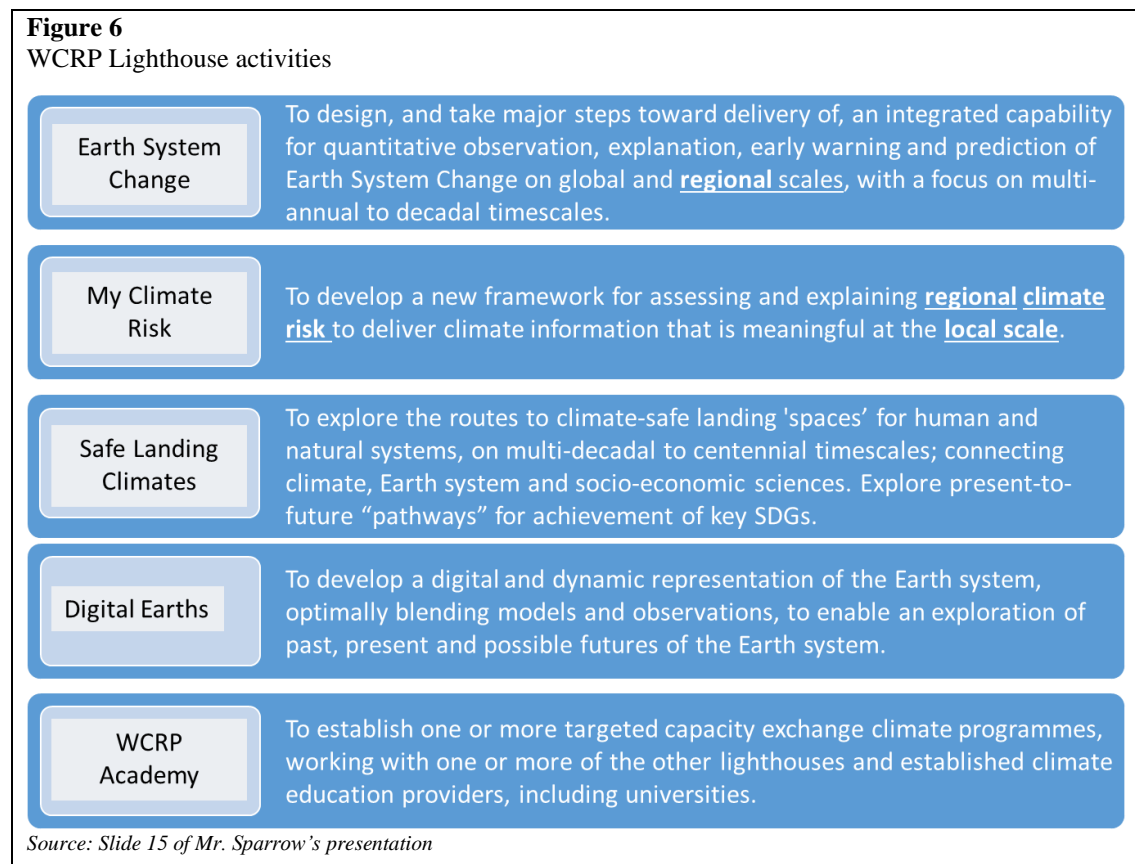 Figure 6
WCRP Lighthouse activities
Earth System
Change
To design, and take major steps toward delivery of, an integrated capability
for quantitative observation, explanation, early warning and prediction of
Earth System Change on global and regional scales, with a focus on multi-
annual to decadal timescales.
My Climate
Risk
To develop a new framework for assessing and explaining regional climate
risk to deliver climate information that is meaningful at the local scale.
Safe Landing
Climates
To explore the routes to climate-safe landing 'spaces’ for human and
natural systems, on multi-decadal to centennial timescales; connecting
climate, Earth system and socio-economic sciences. Explore present-to-
future “pathways” for achievement of key SDGs.
Digital Earths
To develop a digital and dynamic representation of the Earth system,
optimally blending models and observations, to enable an exploration of
past, present and possible futures of the Earth system.
WCRP
Academy
To establish one or more targeted capacity exchange climate programmes,
working with one or more of the other lighthouses and established climate
education providers, including universities.
Source: Slide 15 of Mr. Sparrow’s presentation